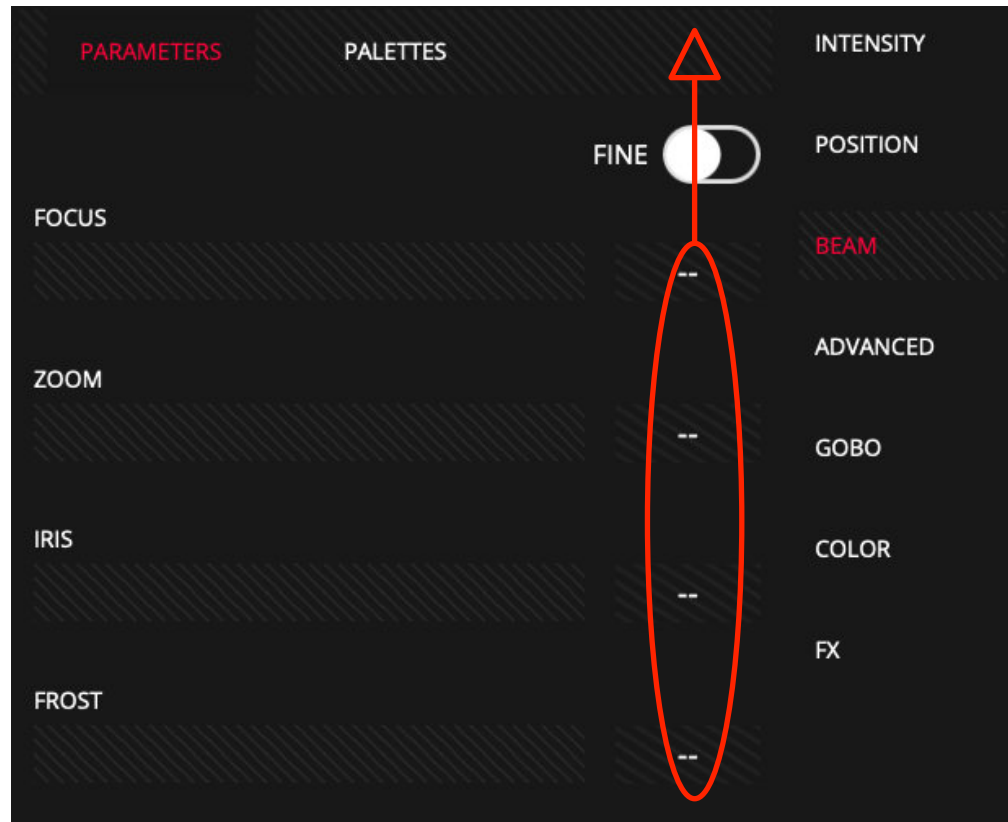 PARAMETERS PALETTES
FINE
FOCUS
--
ZOOM
--
IRIS
--
FROST
--
INTENSITY
POSITION
BEAM
ADVANCED
GOBO
COLOR
FX